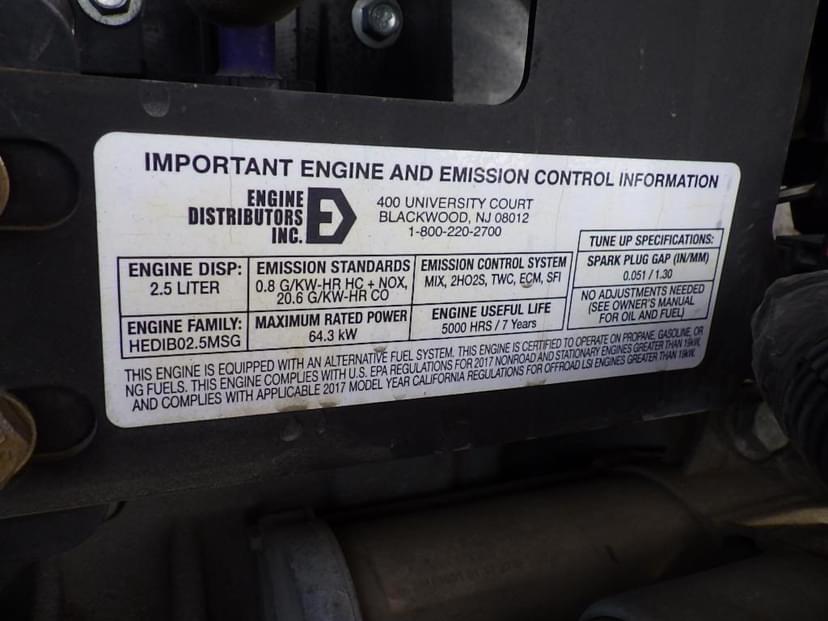 IMPORTANT ENGINE AND EMISSION CONTROL INFORMATION
ENGINE
DISTRIBUTORS
INC.
400 UNIVERSITY COURT
BLACKWOOD, NJ 08012
1-800-220-2700
ENGINE DISP:
2.5 LITER
EMISSION STANDARDS
0.8 G/KW-HR HC + NOX,
20.6 G/KW-HR CO
EMISSION CONTROL SYSTEM
MIX, 2HO2S, TWC, ECM, SFI
TUNE UP SPECIFICATIONS:
SPARK PLUG GAP (IN/MM)
0.051 / 1.30
ENGINE FAMILY:
HEDIB02.5MSG
MAXIMUM RATED POWER
64.3 kW
ENGINE USEFUL LIFE
5000 HRS / 7 Years
NO ADJUSTMENTS NEEDED
(SEE OWNER'S MANUAL
FOR OIL AND FUEL)
THIS ENGINE IS EQUIPPED WITH AN ALTERNATIVE FUEL SYSTEM. THIS ENGINE IS CERTIFIED TO OPERATE ON PROPANE, GASOLINE, OR
NG FUELS. THIS ENGINE COMPLIES WITH U.S. EPA REGULATIONS FOR 2017 NONROAD AND STATIONARY ENGINES GREATER THAN 19kW,
AND COMPLIES WITH APPLICABLE 2017 MODEL YEAR CALIFORNIA REGULATIONS FOR OFFROAD LSI ENGINES GREATER THAN 19kW.